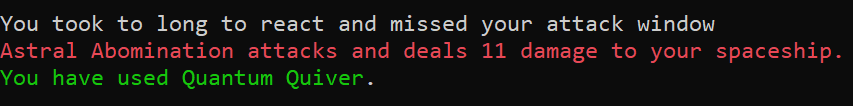 You took to long to react and missed your attack window
Astral Abomination attacks and deals 11 damage to your spaceship.
You have used Quantum Quiver.